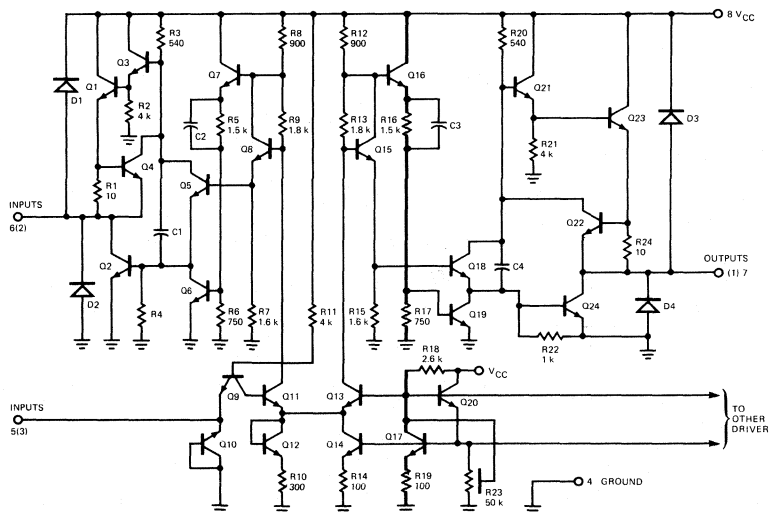 8 VCC
R3
540
R8
900
R12
900
R20
540
Q3
Q1
Q7
Q16
Q21
Q23
D1
R2
4 k
C2
R5
1.5 k
R9
1.8 k
R13
1.8 k
R16
1.5 k
C3
D3
Q4
Q8
Q15
R21
4 k
R1
10
Q5
Q22
INPUTS
6(2)
C1
R24
10
Q2
Q18
C4
OUTPUTS
(1) 7
D2
R4
Q6
R6
750
R7
1.6 k
R11
4 k
R15
1.6 k
R17
750
Q19
Q24
D4
R22
1 k
R18
2.6 k
VCC
Q9
Q11
Q13
Q20
INPUTS
5(3)
Q10
Q12
Q14
Q17
TO
OTHER
DRIVER
R10
300
R14
100
R19
100
R23
50 k
4 GROUND